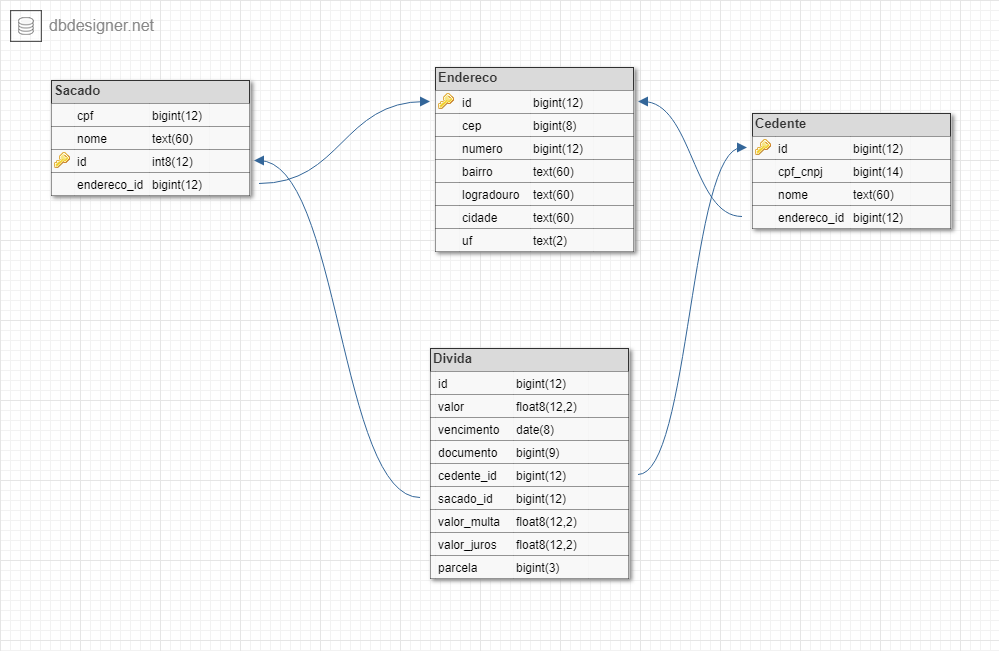 dbdesigner.net
Sacado
cpf bigint(12)
nome text(60)
id int8(12)
endereco_id bigint(12)
Endereco
id bigint(12)
cep bigint(8)
numero bigint(12)
bairro text(60)
logradouro text(60)
cidade text(60)
uf text(2)
Cedente
id bigint(12)
cpf_cnpj bigint(14)
nome text(60)
endereco_id bigint(12)
Divida
id bigint(12)
valor float8(12,2)
vencimento date(8)
documento bigint(9)
cedente_id bigint(12)
sacado_id bigint(12)
valor_multa float8(12,2)
valor_juros float8(12,2)
parcela bigint(3)